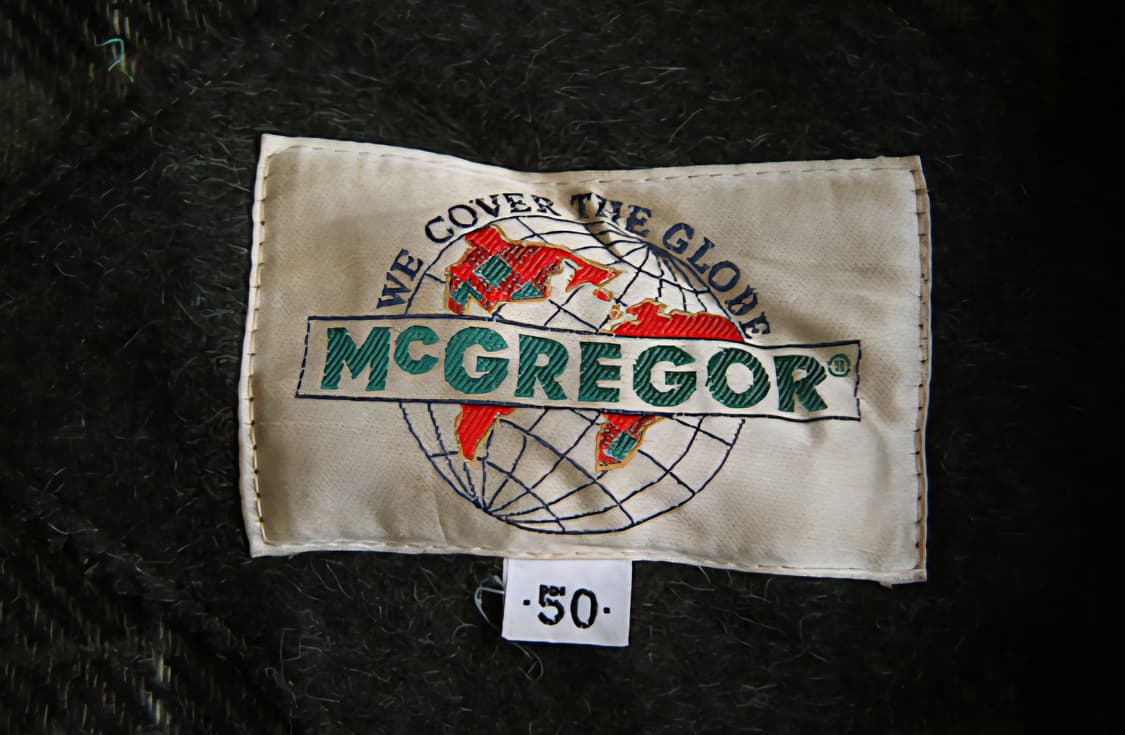 WE COVER THE GLOBE
McGREGOR®
·50·